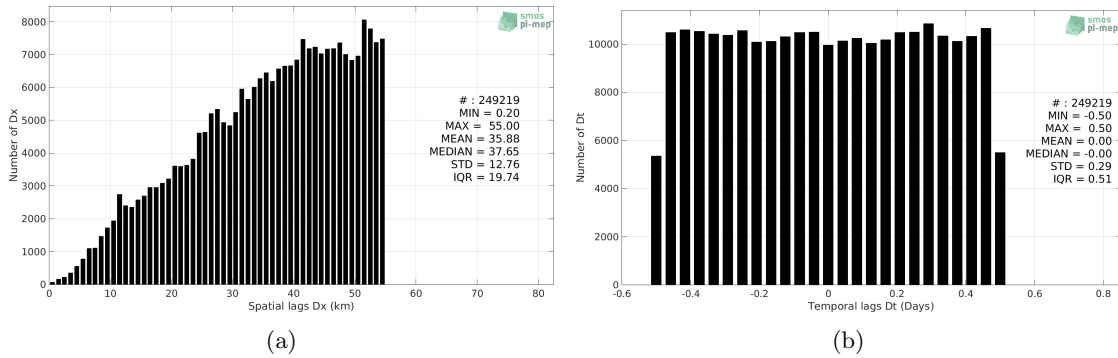 smos
pi-mep
8000
7000
6000
5000
4000
3000
2000
1000
0
Number of Dx
# : 249219
MIN = 0.20
MAX = 55.00
MEAN = 35.88
MEDIAN = 37.65
STD = 12.76
IQR = 19.74
0 10 20 30 40 50 60 70 80
Spatial lags Dx (km)
(a)
smos
pi-mep
10000
8000
6000
4000
2000
0
Number of Dt
# : 249219
MIN = -0.50
MAX = 0.50
MEAN = 0.00
MEDIAN = -0.00
STD = 0.29
IQR = 0.51
-0.6 -0.4 -0.2 0 0.2 0.4 0.6 0.8
Temporal lags Dt (Days)
(b)